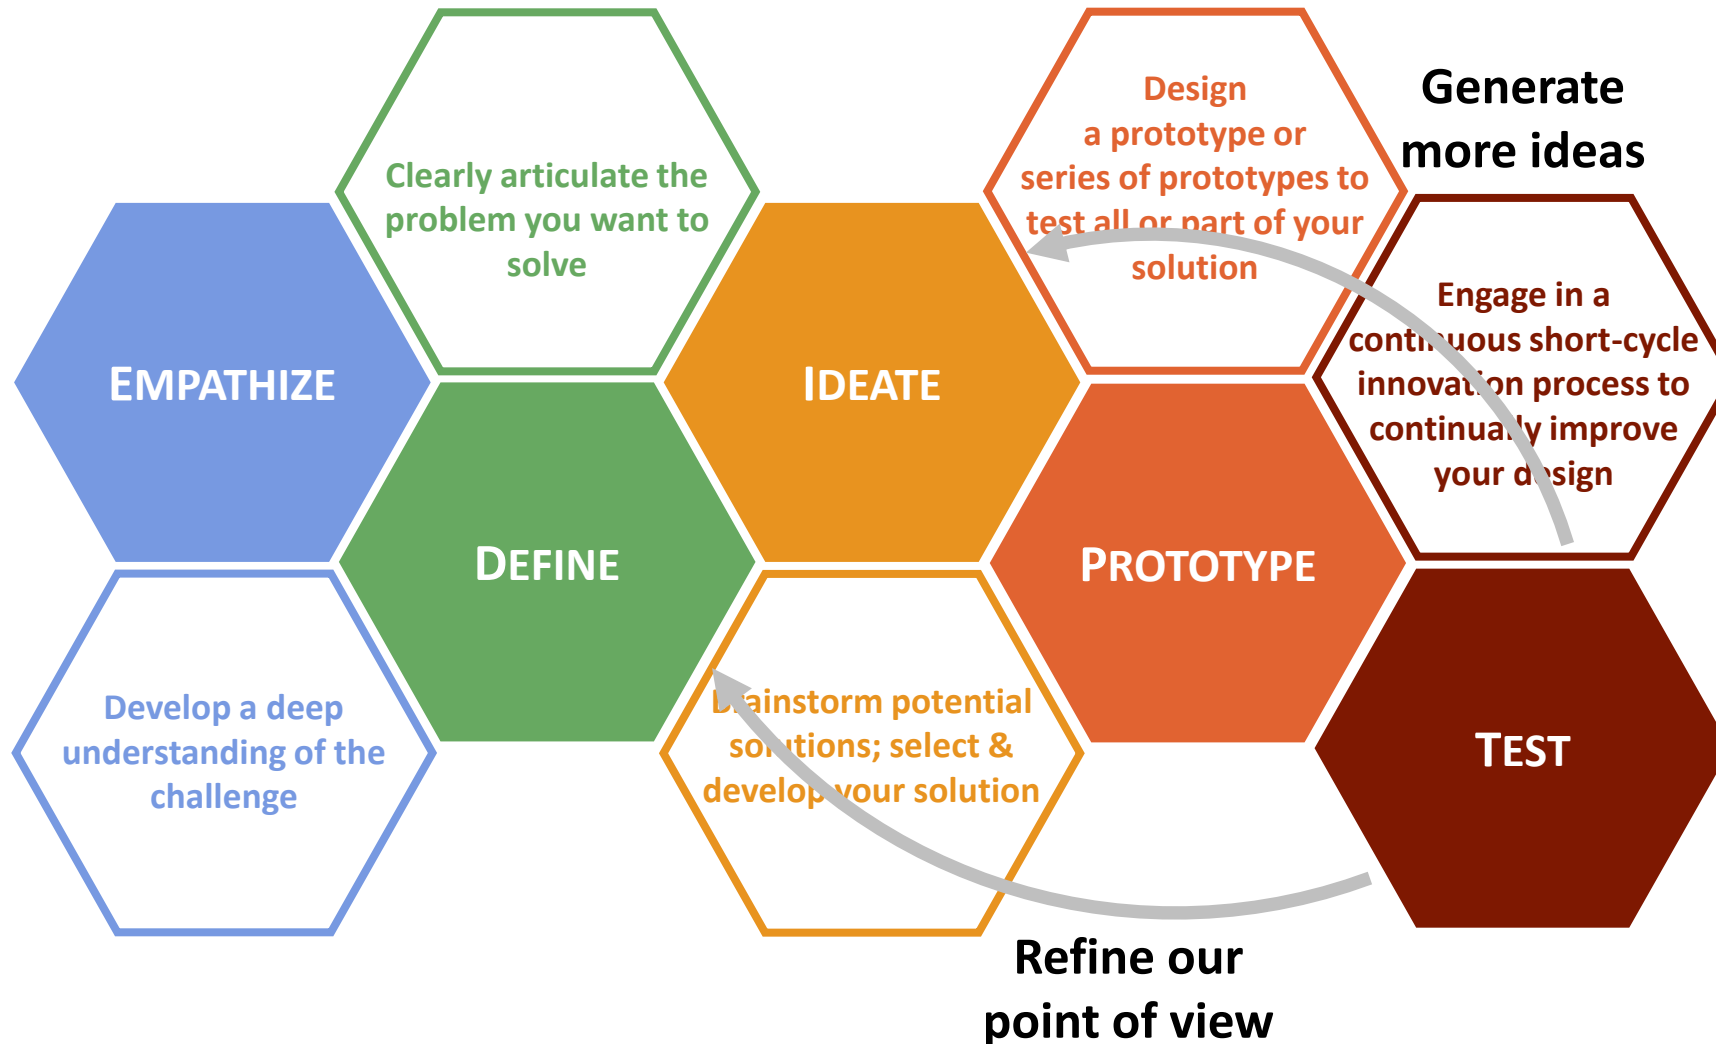 EMPATHIZE
Develop a deep
understanding of the
challenge
Clearly articulate the
problem you want to
solve
DEFINE
IDEATE
Brainstorm potential
solutions; select &
develop your solution
Design
a prototype or
series of prototypes to
test all or part of your
solution
PROTOTYPE
Generate
more ideas
Engage in a
continuous short-cycle
innovation process to
continually improve
your design
TEST
Refine our
point of view